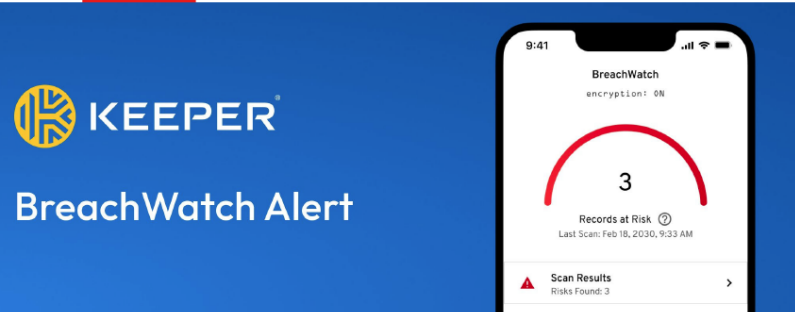 KEEPER®
BreachWatch Alert
9:41
BreachWatch
encryption: ON
3
Records at Risk ?
Last Scan: Feb 18, 2030, 9:33 AM
Scan Results
Risks Found: 3